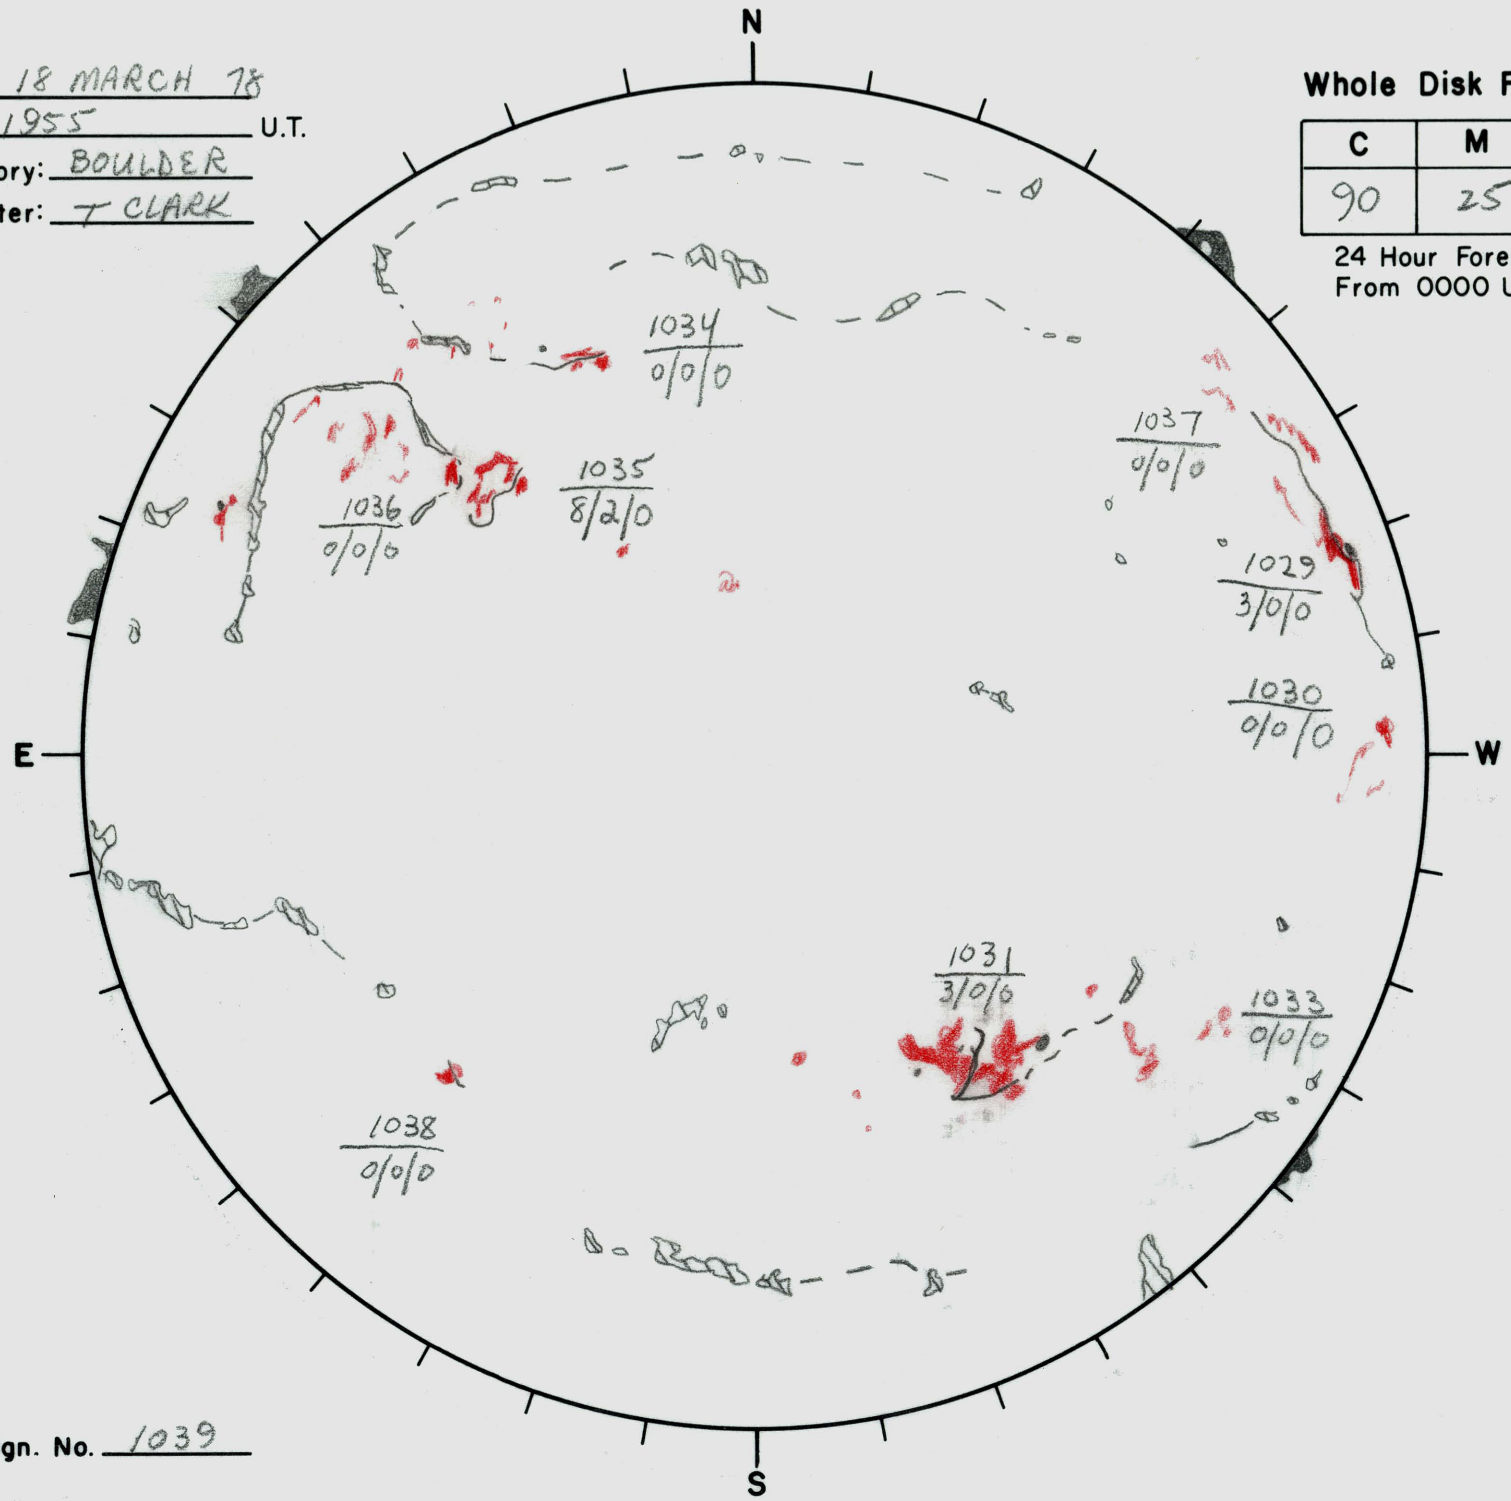 N
18 MARCH 78
1955 U.T.
ory: BOULDER
ter: T CLARK
Whole Disk F
C M
90 25
24 Hour Fore
From 0000 U
1034
0/0/0
1037
0/0/0
1035
8/2/0
1036
0/0/0
1029
3/0/0
1030
0/0/0
E
W
1031
3/0/0
1033
0/0/0
1038
0/0/0
gn. No. 1039
S